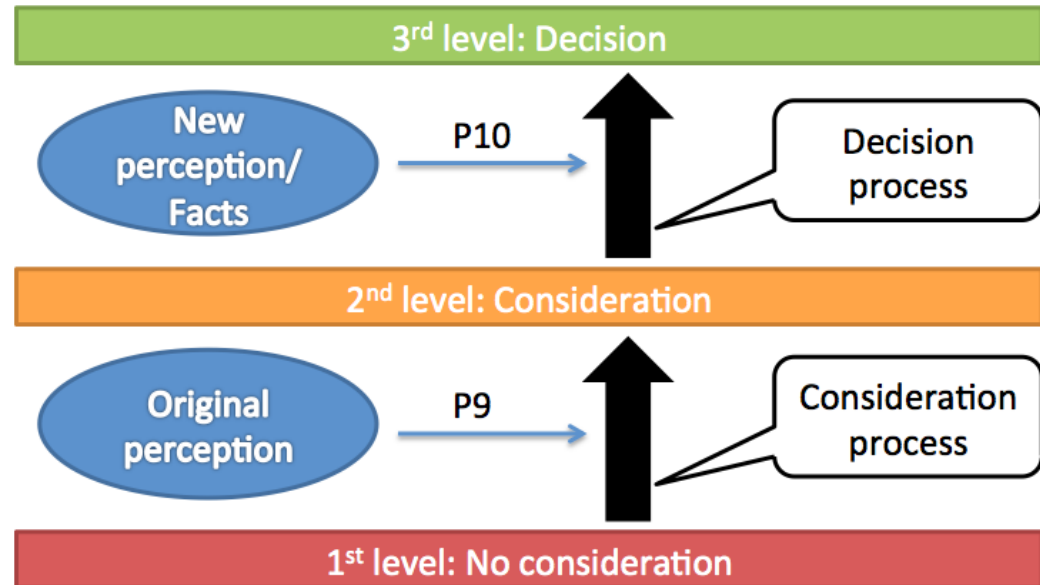 3rd level: Decision
New
perception/
Facts
P10
Decision
process
2nd level: Consideration
Original
perception
P9
Consideration
process
1st level: No consideration